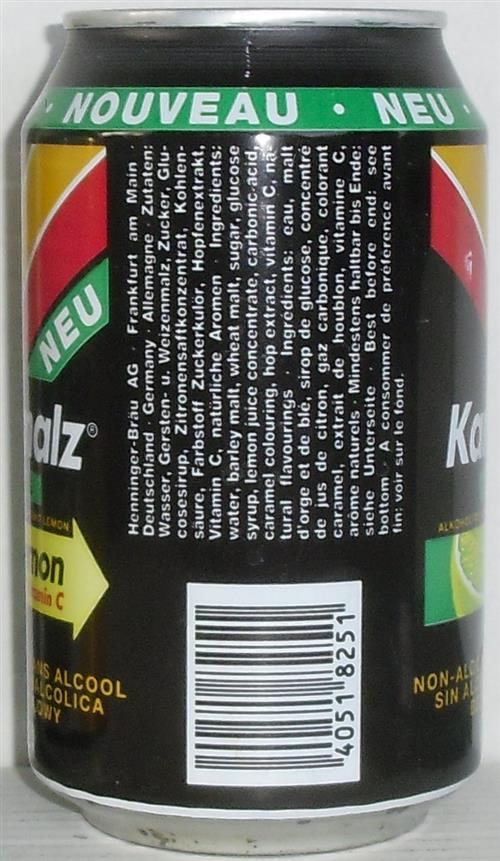 NOUVEAU · NEU ·
NEU
alz®
LEMON
mon
vitamin C
ANS ALCOOL
ALCOLICA
OWY
Henninger-Bräu AG · Frankfurt am Main ·
Deutschland · Germany · Allemagne · Zutaten:
Wasser, Gersten- u. Weizenmalz, Zucker, Glu-
cosesirup, Zitronensaftkonzentrat, Kohlen-
säure, Farbstoff Zuckerkulör, Hopfenextrakt,
Vitamin C, natürliche Aromen · Ingredients:
water, barley malt, wheat malt, sugar, glucose
syrup, lemon juice concentrate, carbonic-acid,
caramel colouring, hop extract, vitamin C, na-
tural flavourings · Ingrédients: eau, malt
d'orge et de blé, sirop de glucose, concentré
de jus de citron, gaz carbonique, colorant
caramel, extrait de houblon, vitamine C,
arôme naturels · Mindestens haltbar bis Ende:
siehe Unterseite · Best before end: see
bottom · A consommer de préférence avant
fin: voir sur le fond.
4051 8251
Ka
ALKOHO
NON-ALC
SIN AL